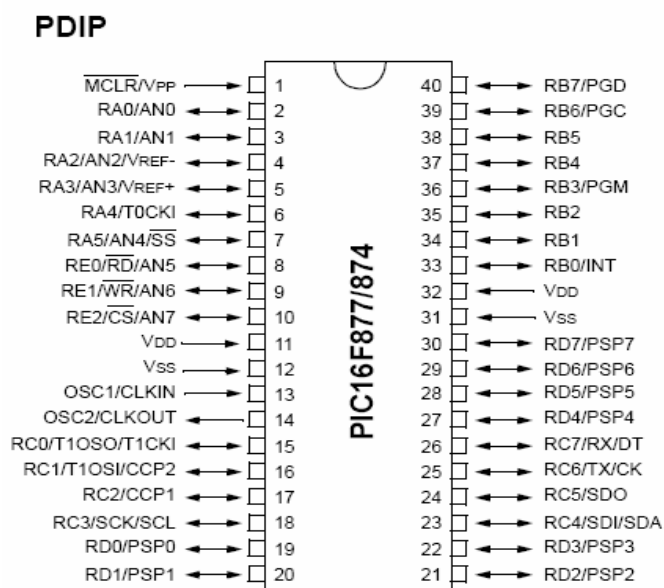 PDIP
MCLR/VPP 1 40 RB7/PGD
RA0/AN0 2 39 RB6/PGC
RA1/AN1 3 38 RB5
RA2/AN2/VREF- 4 37 RB4
RA3/AN3/VREF+ 5 36 RB3/PGM
RA4/T0CKI 6 35 RB2
RA5/AN4/SS 7 34 RB1
RE0/RD/AN5 8 33 RB0/INT
RE1/WR/AN6 9 32 VDD
RE2/CS/AN7 10 31 VSS
VDD 11 30 RD7/PSP7
VSS 12 29 RD6/PSP6
OSC1/CLKIN 13 28 RD5/PSP5
OSC2/CLKOUT 14 27 RD4/PSP4
RC0/T1OSO/T1CKI 15 26 RC7/RX/DT
RC1/T1OSI/CCP2 16 25 RC6/TX/CK
RC2/CCP1 17 24 RC5/SDO
RC3/SCK/SCL 18 23 RC4/SDI/SDA
RD0/PSP0 19 22 RD3/PSP3
RD1/PSP1 20 21 RD2/PSP2
PIC16F877/874